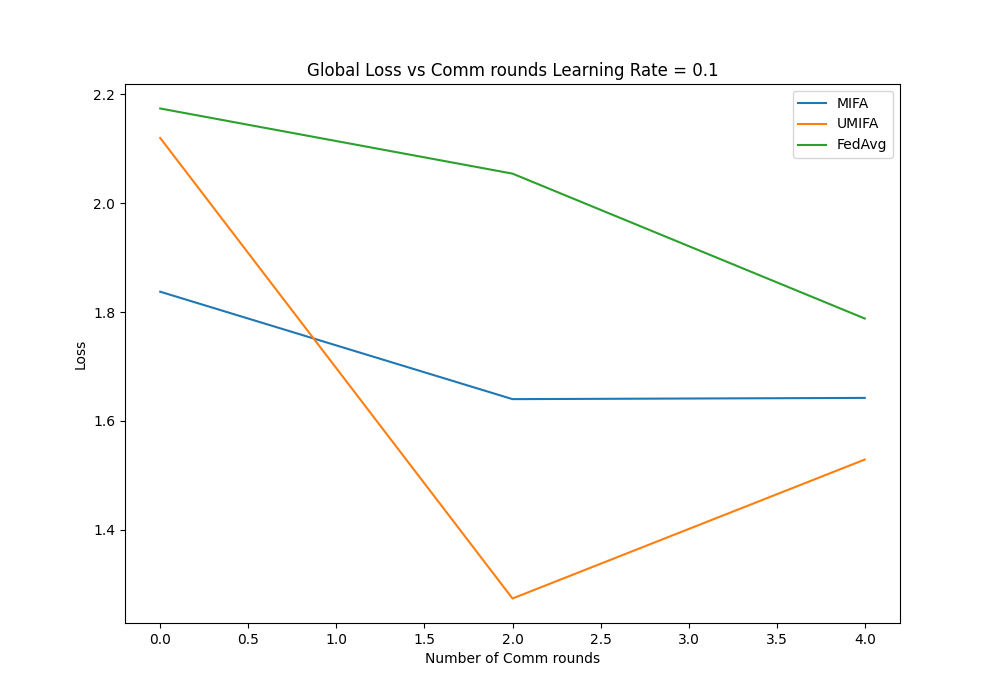 Global Loss vs Comm rounds Learning Rate = 0.1
MIFA
UMIFA
FedAvg
2.2
2.0
1.8
1.6
1.4
Loss
0.0 0.5 1.0 1.5 2.0 2.5 3.0 3.5 4.0
Number of Comm rounds